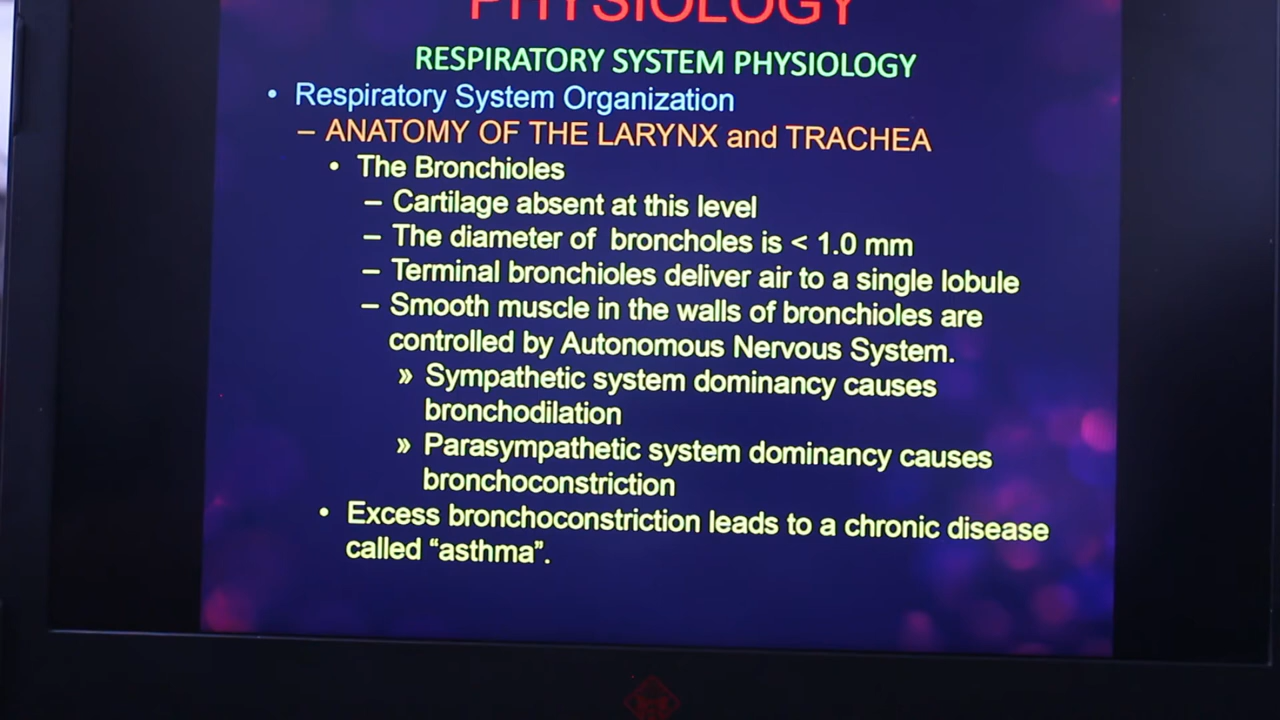 PHYSIOLOGY
RESPIRATORY SYSTEM PHYSIOLOGY
• Respiratory System Organization
– ANATOMY OF THE LARYNX and TRACHEA
• The Bronchioles
– Cartilage absent at this level
– The diameter of broncholes is < 1.0 mm
– Terminal bronchioles deliver air to a single lobule
– Smooth muscle in the walls of bronchioles are
controlled by Autonomous Nervous System.
» Sympathetic system dominancy causes
bronchodilation
» Parasympathetic system dominancy causes
bronchoconstriction
• Excess bronchoconstriction leads to a chronic disease
called “asthma”.